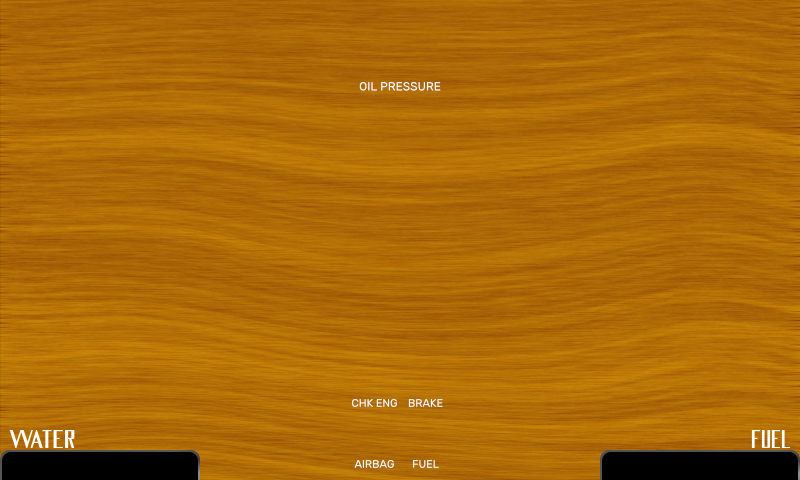 OIL PRESSURE
CHK ENG BRAKE
WATER FUEL
AIRBAG FUEL